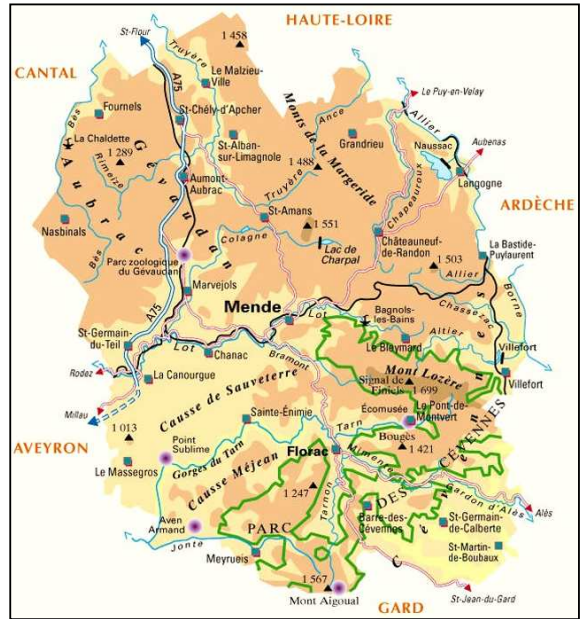 HAUTE-LOIRE
St-Flour
Truyère
1 458
Le Malzieu-
Ville
CANTAL
A75
Le Puy-en-Velay
Fournels
Bès
St-Chély-d'Apcher
Monts de la Margeride
Ance
Allier
Grandrieu
Aubenas
La Chaldette
1 289
Rimeize
St-Alban-
sur-Limagnole
Naussac
Gévaudan
Aubrac
Aumont-
Aubrac
1 488
Truyère
Langogne
Chapeauroux
ARDÈCHE
Nasbinals
St-Amans
1 551
Colagne
Lac de
Charpal
Châteauneuf-
de-Randon
La Bastide-
Puylaurent
Bès
Parc zoologique
du Gévaudan
1 503
Allier
Marvejols
A75
Mende
Lot
Chassezac
Borne
Bagnols-
les-Bains
Altier
St-Germain-
du-Teil
Lot
Chanac
Bramont
Le Bleymard
Villefort
Rodez
La Canourgue
Mont Lozère
Signal de
Finiels
1 699
Villefort
Causse de Sauveterre
Millau
Sainte-Énimie
Écomusée
Le Pont-de-
Montvert
Tarn
AVEYRON
1 013
Point
Sublime
Gorges du Tarn
Bougès
1 421
Florac
Mimente
Le Massegros
Causse Méjean
1 247
Tarnon
Gardon d'Alès
Alès
PARC
DES
CÉVENNES
Cévennes
Aven
Armand
Barre-des-
Cévennes
St-Germain-
de-Calberte
Jonte
Meyrueis
St-Martin-
de-Boubaux
1 567
Mont Aigoual
St-Jean-du-Gard
GARD